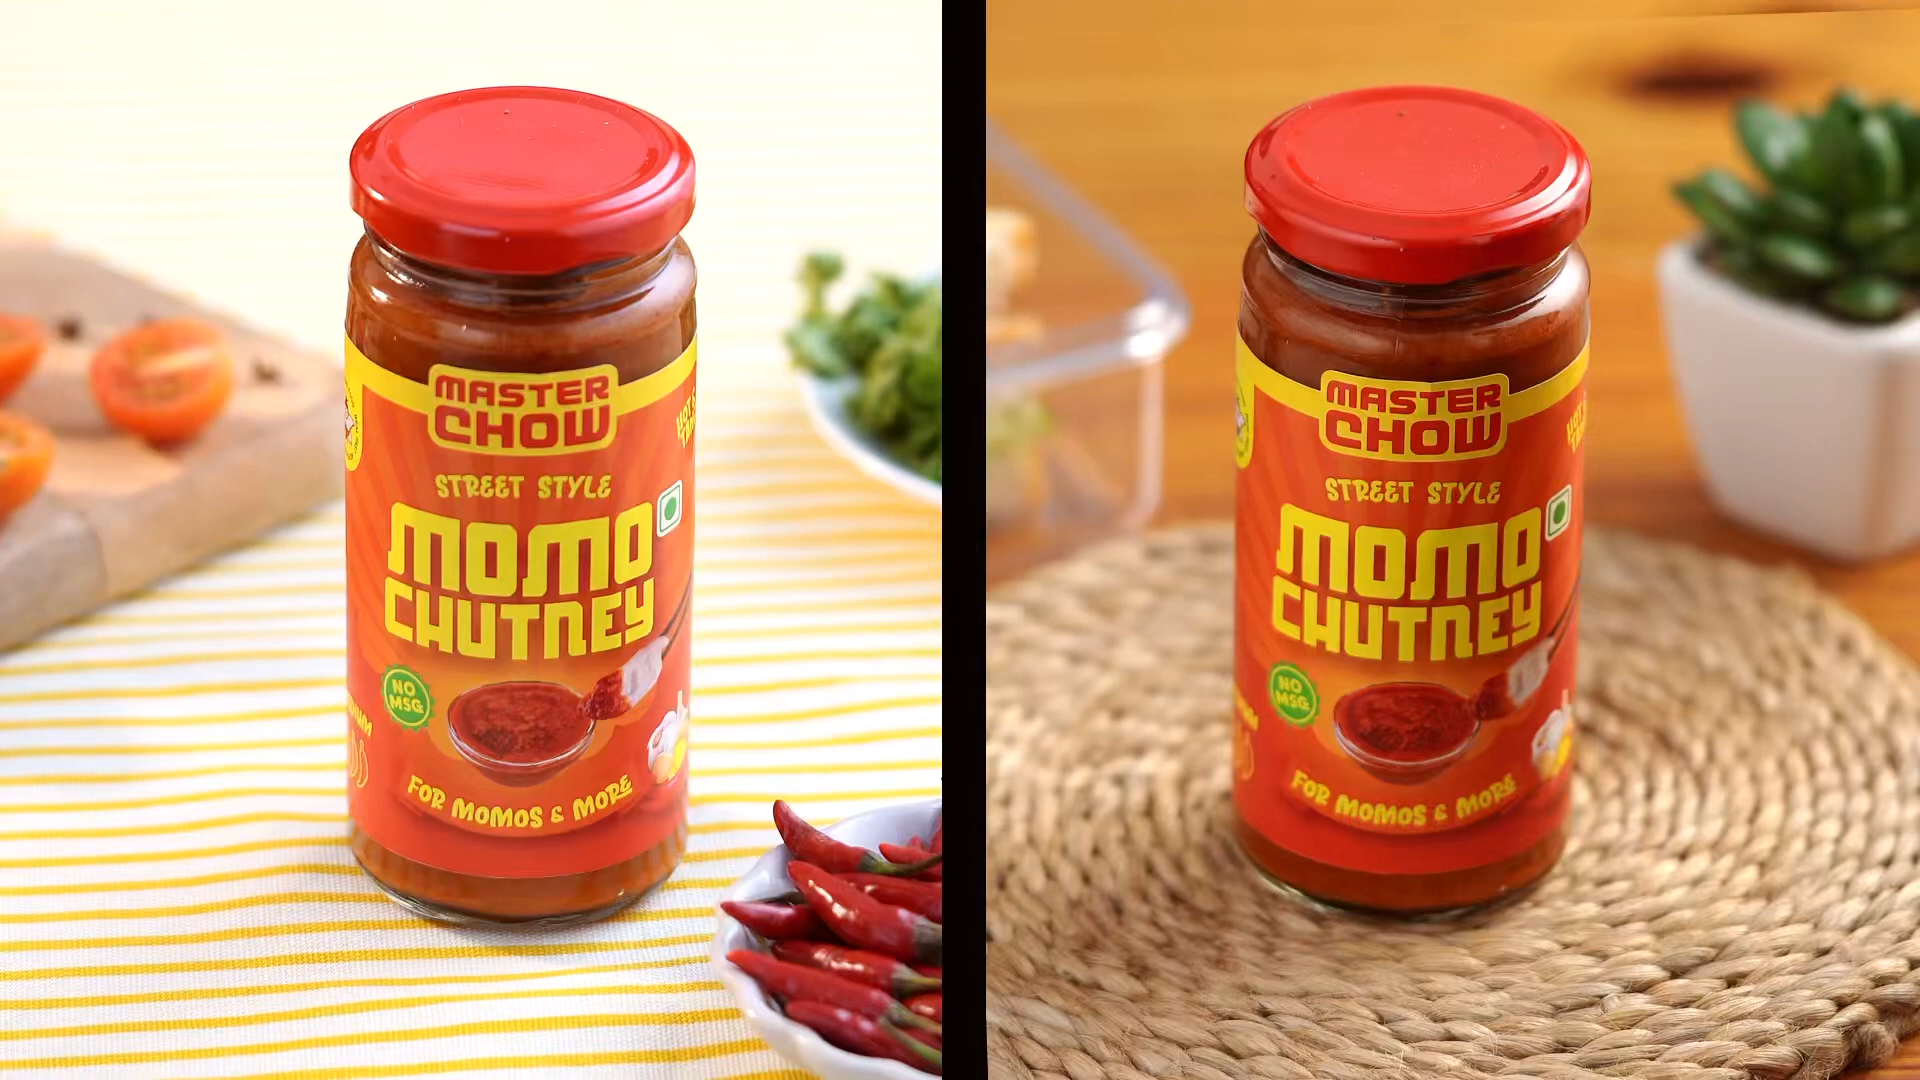 MASTER
CHOW
STREET STYLE
MOMO
CHUTNEY
NO
MSG
FOR MOMOS & MORE
MASTER
CHOW
STREET STYLE
MOMO
CHUTNEY
NO
MSG
FOR MOMOS & MORE